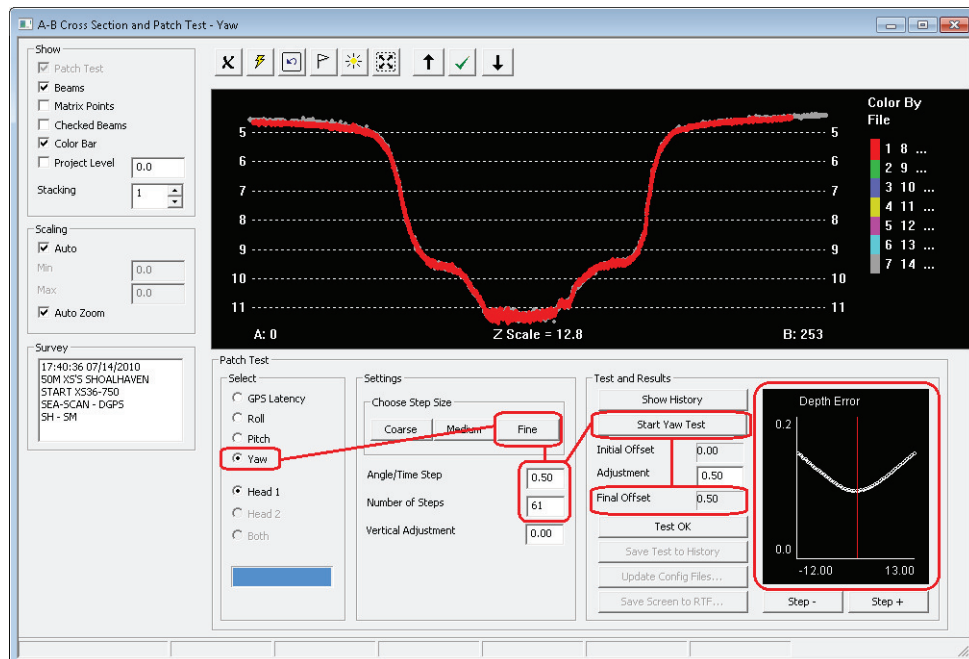 A-B Cross Section and Patch Test - Yaw
Show
Patch Test
Beams
Matrix Points
Checked Beams
Color Bar
Project Level 0.0
Stacking 1
Scaling
Auto
Min 0.0
Max 0.0
Auto Zoom
Survey
17:40:36 07/14/2010
50M XS'S SHOALHAVEN
START XS36-750
SEA-SCAN - DGPS
SH - SM
X
5 5
6 6
7 7
8 8
9 9
10 10
11 11
A: 0 Z Scale = 12.8 B: 253
Color By
File
1 8 ...
2 9 ...
3 10 ...
4 11 ...
5 12 ...
6 13 ...
7 14 ...
Patch Test
Select
GPS Latency
Roll
Pitch
Yaw
Head 1
Head 2
Both
Settings
Choose Step Size
Coarse Medium Fine
Angle/Time Step 0.50
Number of Steps 61
Vertical Adjustment 0.00
Test and Results
Show History
Start Yaw Test
Initial Offset 0.00
Adjustment 0.50
Final Offset 0.50
Test OK
Save Test to History
Update Config Files...
Save Screen to RTF...
Depth Error
0.2
0.0
-12.00 13.00
Step - Step +